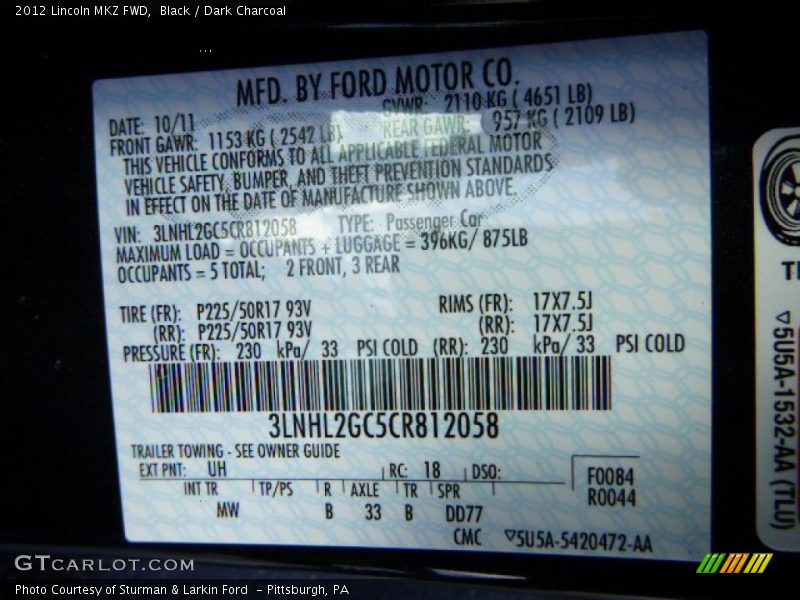 2012 Lincoln MKZ FWD, Black / Dark Charcoal
MFD. BY FORD MOTOR CO.
DATE: 10/11 GVWR: 2110 KG ( 4651 LB)
FRONT GAWR: 1153 KG ( 2542 LB) REAR GAWR: 957 KG ( 2109 LB)
THIS VEHICLE CONFORMS TO ALL APPLICABLE FEDERAL MOTOR
VEHICLE SAFETY, BUMPER, AND THEFT PREVENTION STANDARDS
IN EFFECT ON THE DATE OF MANUFACTURE SHOWN ABOVE.
VIN: 3LNHL2GC5CR812058 TYPE: Passenger Car
MAXIMUM LOAD = OCCUPANTS + LUGGAGE = 396KG/ 875LB
OCCUPANTS = 5 TOTAL; 2 FRONT, 3 REAR
TIRE (FR): P225/50R17 93V RIMS (FR): 17X7.5J
(RR): P225/50R17 93V (RR): 17X7.5J
PRESSURE (FR): 230 kPa/ 33 PSI COLD (RR): 230 kPa/ 33 PSI COLD
3LNHL2GC5CR812058
TRAILER TOWING - SEE OWNER GUIDE
EXT PNT: UH RC: 18 DSO: F0084
INT TR TP/PS R AXLE TR SPR R0044
MW B 33 B DD77
CMC ▽5U5A-5420472-AA
▽5U5A-1532-AA (TLU)
GTCARLOT.COM
Photo Courtesy of Sturman & Larkin Ford - Pittsburgh, PA